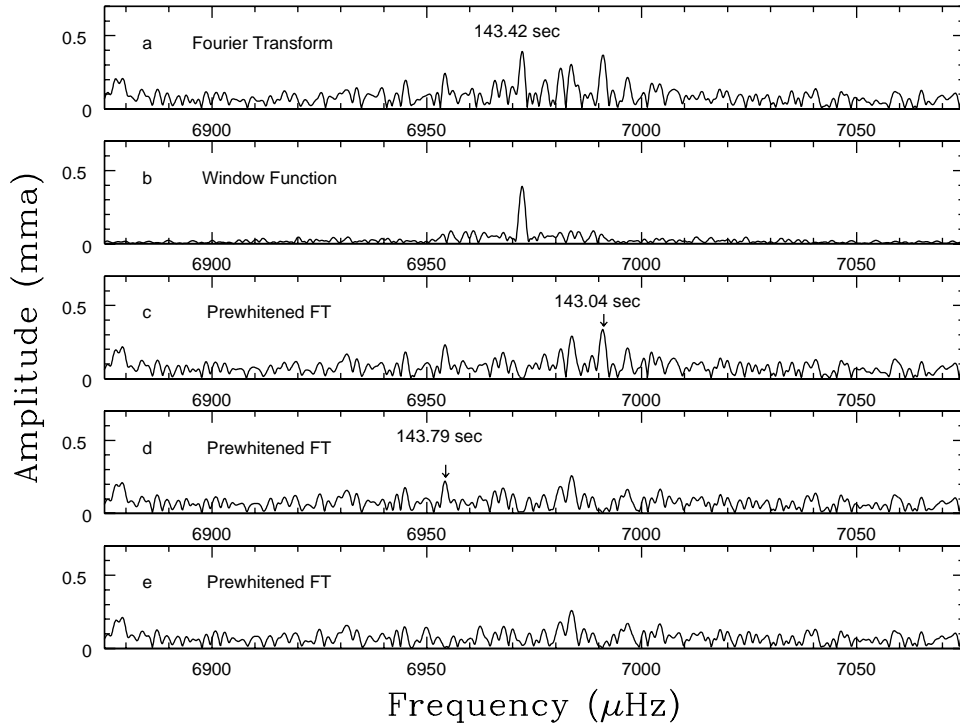 143.42 sec
a Fourier Transform
0.5
0
6900 6950 7000 7050
b Window Function
0.5
0
6900 6950 7000 7050
c Prewhitened FT
143.04 sec
0.5
0
6900 6950 7000 7050
143.79 sec
d Prewhitened FT
0.5
0
6900 6950 7000 7050
e Prewhitened FT
0.5
0
6900 6950 7000 7050
Amplitude (mma)
Frequency (μHz)